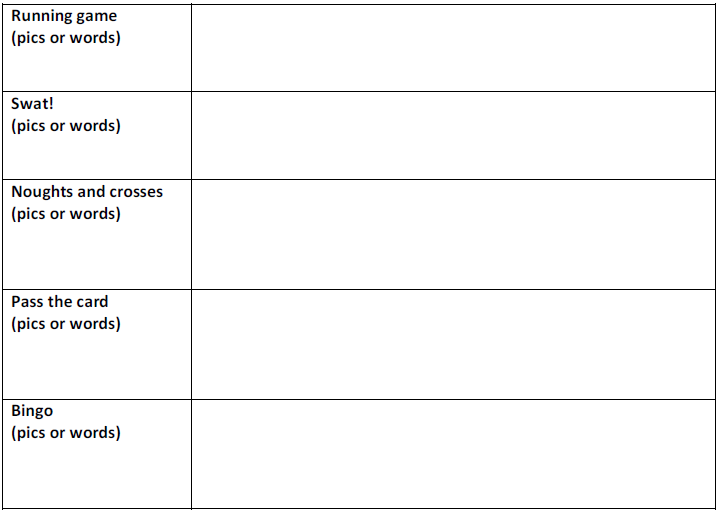 Running game
(pics or words)
Swat!
(pics or words)
Noughts and crosses
(pics or words)
Pass the card
(pics or words)
Bingo
(pics or words)